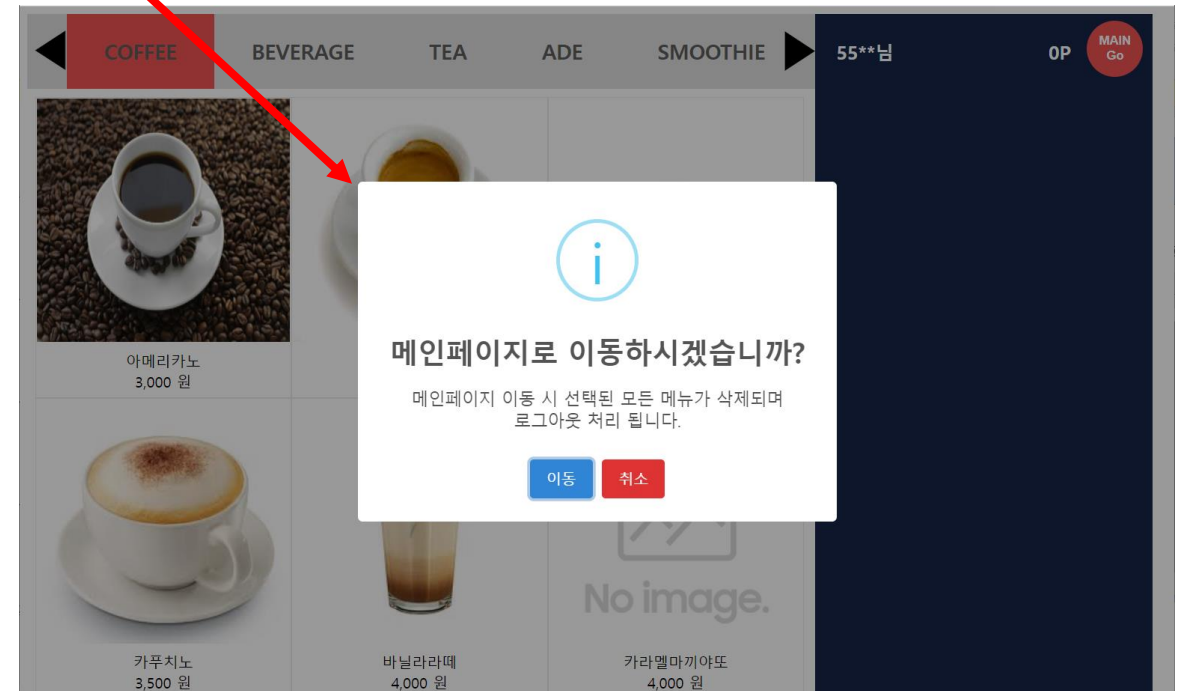 COFFEE BEVERAGE TEA ADE SMOOTHIE 55**님 0P MAIN
Go
i
메인페이지로 이동하시겠습니까?
메인페이지 이동 시 선택된 모든 메뉴가 삭제되며
로그아웃 처리 됩니다.
이동 취소
아메리카노
3,000 원
No image.
카푸치노 바닐라라떼 카라멜마끼야또
3,500 원 4,000 원 4,000 원